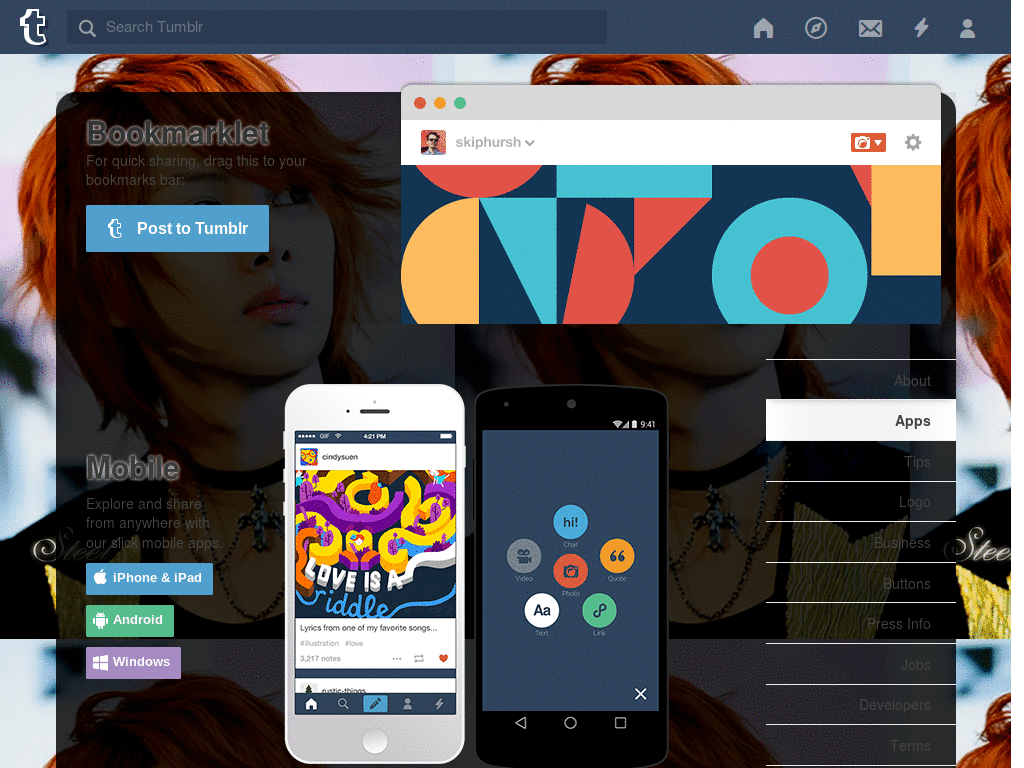 Search Tumblr
Bookmarklet
For quick sharing, drag this to your
bookmarks bar:
Post to Tumblr
skiphursh
About
Apps
Tips
Logo
Business
Buttons
Press Info
Jobs
Developers
Terms
Mobile
Explore and share
from anywhere with
our slick mobile apps.
iPhone & iPad
Android
Windows
GIF
4:21 PM
cindysuen
LOVE IS A
riddle
Lyrics from one of my favorite songs...
#illustration #love
3,217 notes
rustic-things
9:41
hi!
Chat
Video
Quote
Photo
Aa
Text
Link
Steel